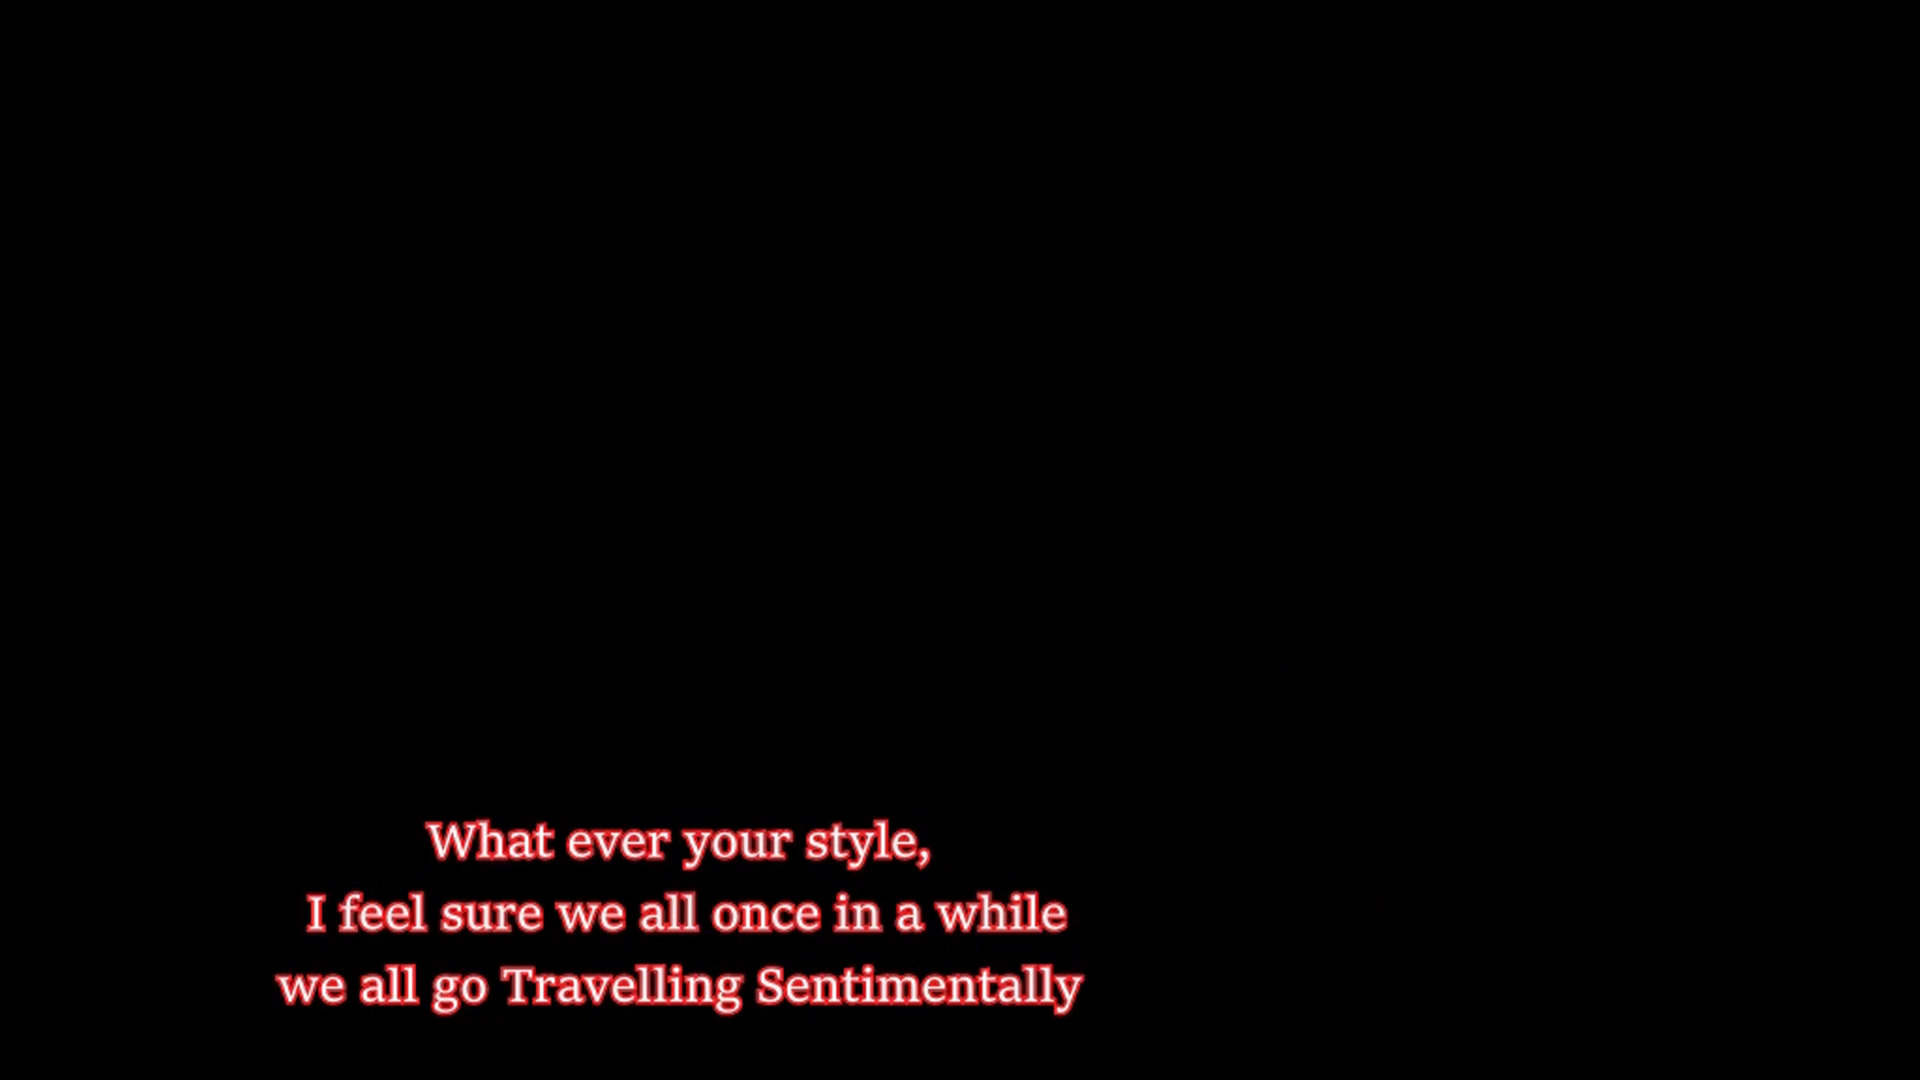 What ever your style,
I feel sure we all once in a while
we all go Travelling Sentimentally